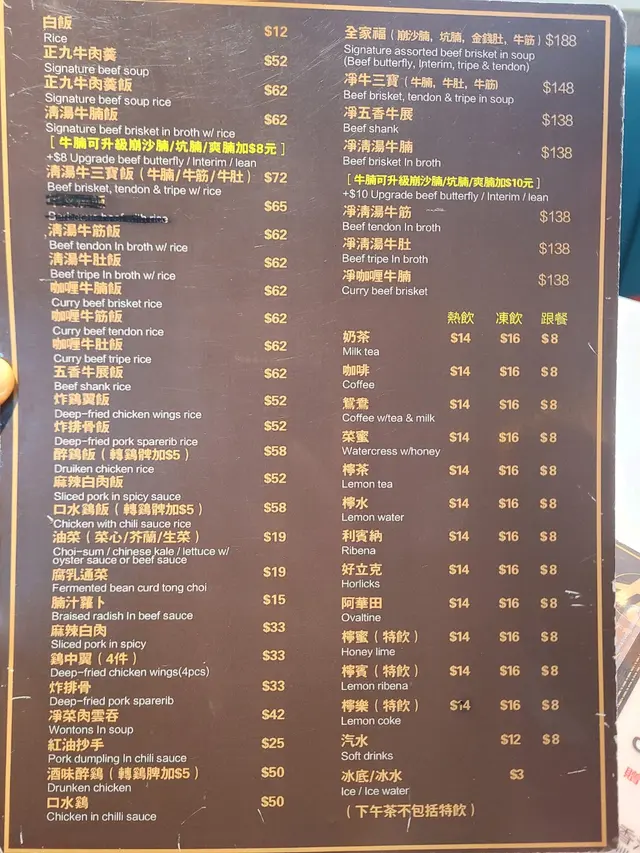 白飯 $12
Rice
正九牛肉羹 $52
Signature beef soup
正九牛肉羹飯 $62
Signature beef soup rice
清湯牛腩飯 $62
Signature beef brisket in broth w/ rice
[ 牛腩可升級崩沙腩/坑腩/爽腩加$8元 ]
+$8 Upgrade beef butterfly / Interim / lean
清湯牛三寶飯（牛腩/牛筋/牛肚） $72
Beef brisket, tendon & tripe w/ rice
$65
清湯牛筋飯 $62
Beef tendon In broth w/ rice
清湯牛肚飯 $62
Beef tripe In broth w/ rice
咖喱牛腩飯 $62
Curry beef brisket rice
咖喱牛筋飯 $62
Curry beef tendon rice
咖喱牛肚飯 $62
Curry beef tripe rice
五香牛展飯 $62
Beef shank rice
炸鷄翼飯 $52
Deep-fried chicken wings rice
炸排骨飯 $52
Deep-fried pork sparerib rice
醉鷄飯（轉鷄髀加$5） $58
Druiken chicken rice
麻辣白肉飯 $52
Sliced pork in spicy sauce
口水鷄飯（轉鷄髀加$5） $58
Chicken with chili sauce rice
油菜（菜心/芥蘭/生菜） $19
Choi-sum / chinese kale / lettuce w/
oyster sauce or beef sauce
腐乳通菜 $19
Fermented bean curd tong choi
腩汁蘿卜 $15
Braised radish In beef sauce
麻辣白肉 $33
Sliced pork in spicy
鷄中翼（4件） $33
Deep-fried chicken wings(4pcs)
炸排骨 $33
Deep-fried pork sparerib
凈菜肉雲吞 $42
Wontons In soup
紅油抄手 $25
Pork dumpling In chili sauce
酒味醉鷄（轉鷄髀加$5） $50
Drunken chicken
口水鷄 $50
Chicken in chilli sauce
全家福（崩沙腩, 坑腩, 金錢肚, 牛筋） $188
Signature assorted beef brisket in soup
(Beef butterfly, Interim, tripe & tendon)
凈牛三寶（牛腩, 牛肚, 牛筋） $148
Beef brisket, tendon & tripe in soup
凈五香牛展 $138
Beef shank
凈清湯牛腩 $138
Beef brisket In broth
[ 牛腩可升級崩沙腩/坑腩/爽腩加$10元 ]
+$10 Upgrade beef butterfly / Interim / lean
凈清湯牛筋 $138
Beef tendon In broth
凈清湯牛肚 $138
Beef tripe In broth
凈咖喱牛腩 $138
Curry beef brisket
熱飲 凍飲 跟餐
奶茶 $14 $16 $8
Milk tea
咖啡 $14 $16 $8
Coffee
鴛鴦 $14 $16 $8
Coffee w/tea & milk
菜蜜 $14 $16 $8
Watercress w/honey
檸茶 $14 $16 $8
Lemon tea
檸水 $14 $16 $8
Lemon water
利賓納 $14 $16 $8
Ribena
好立克 $14 $16 $8
Horlicks
阿華田 $14 $16 $8
Ovaltine
檸蜜（特飲） $14 $16 $8
Honey lime
檸賓（特飲） $14 $16 $8
Lemon ribena
檸樂（特飲） $14 $16 $8
Lemon coke
汽水 $12 $8
Soft drinks
冰底/冰水 $3
Ice / Ice water
（下午茶不包括特飲）